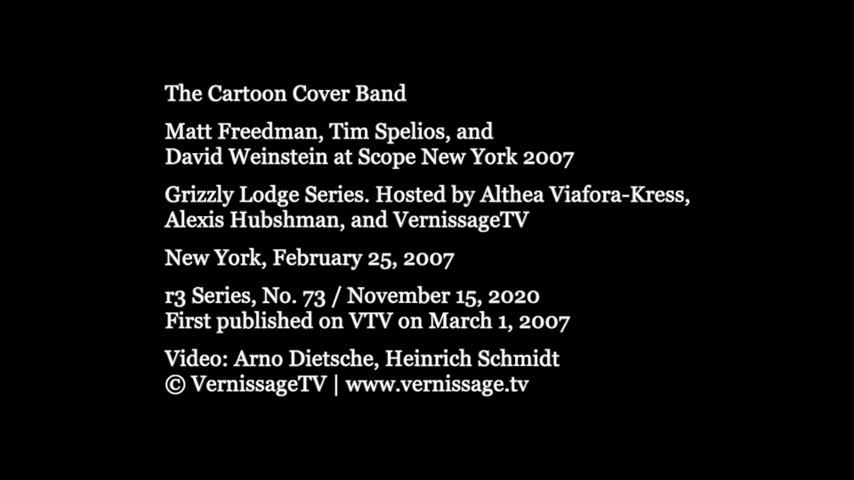 The Cartoon Cover Band
Matt Freedman, Tim Spelios, and
David Weinstein at Scope New York 2007
Grizzly Lodge Series. Hosted by Althea Viafora-Kress,
Alexis Hubshman, and VernissageTV
New York, February 25, 2007
r3 Series, No. 73 / November 15, 2020
First published on VTV on March 1, 2007
Video: Arno Dietsche, Heinrich Schmidt
© VernissageTV | www.vernissage.tv